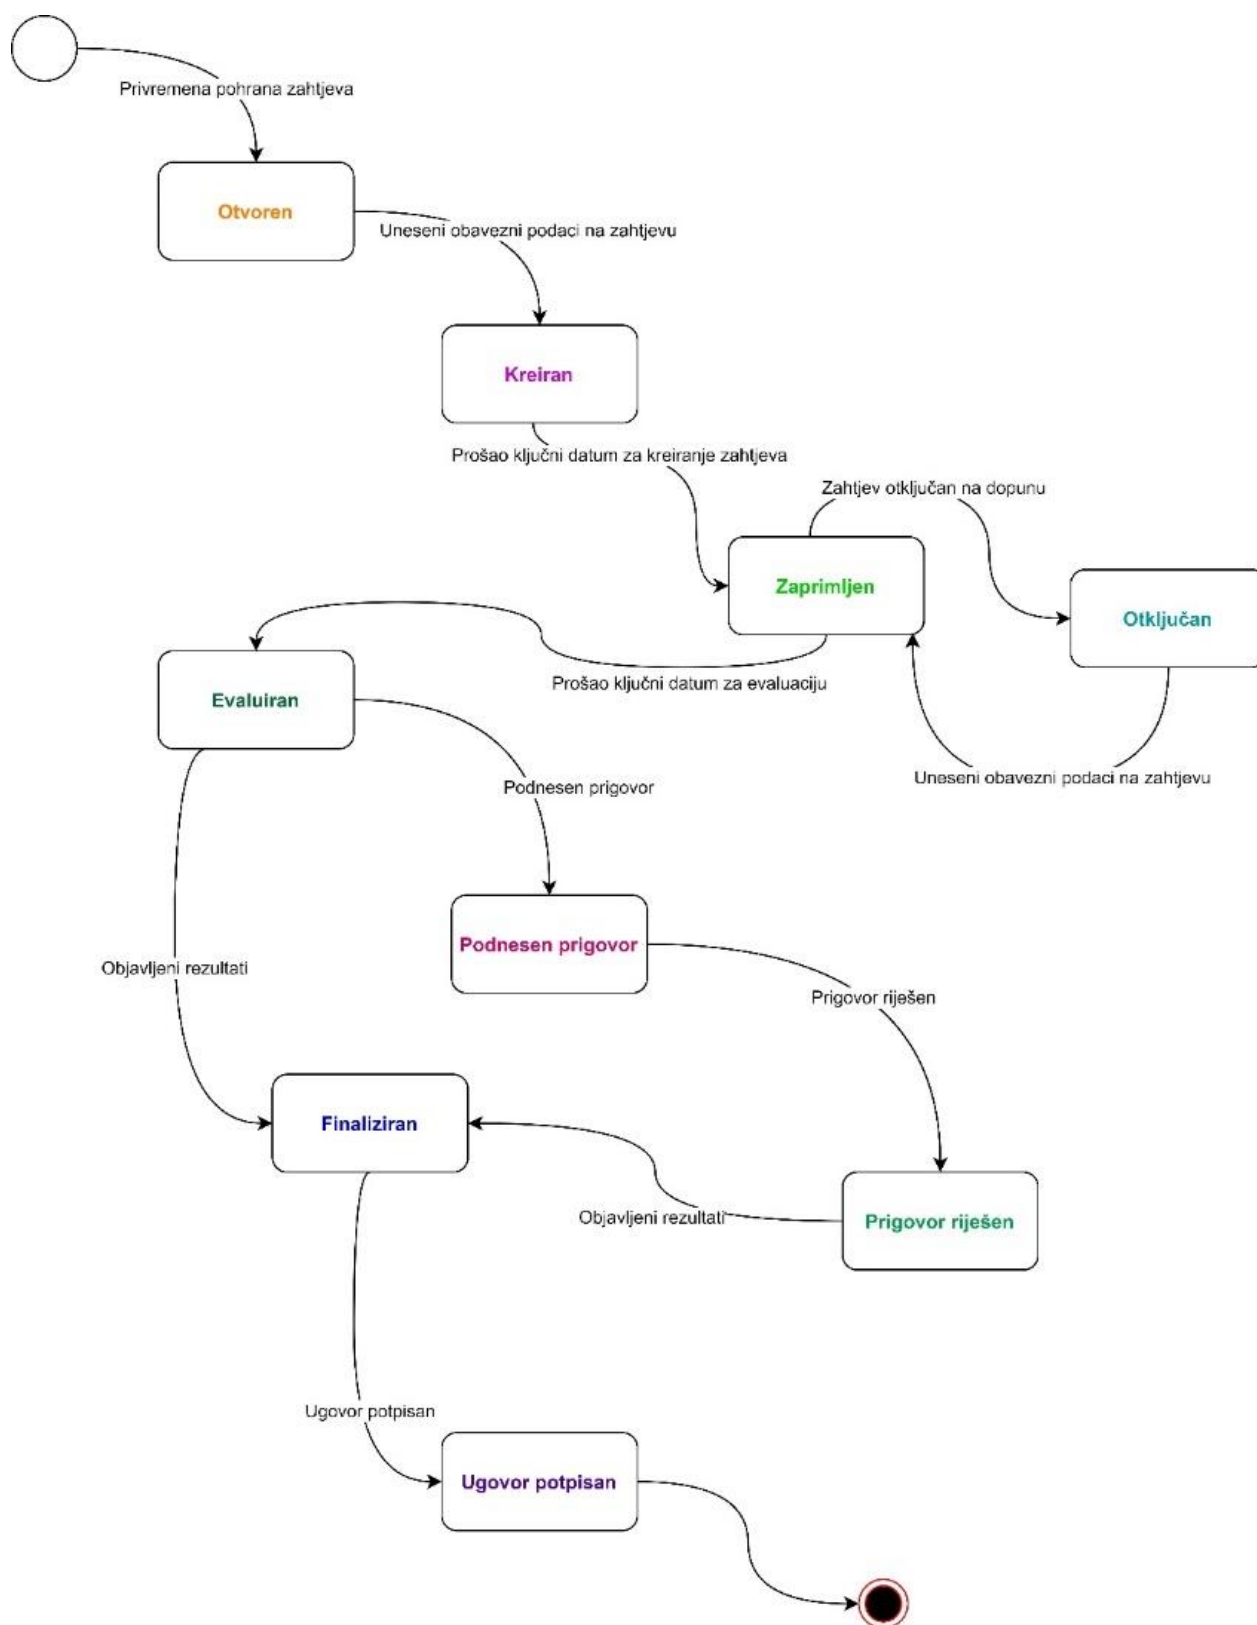 Privremena pohrana zahtjeva
Otvoren
Uneseni obavezni podaci na zahtjevu
Kreiran
Prošao ključni datum za kreiranje zahtjeva
Zahtjev otključan na dopunu
Zaprimljen
Otključan
Prošao ključni datum za evaluaciju
Evaluiran
Uneseni obavezni podaci na zahtjevu
Podnesen prigovor
Podnesen prigovor
Objavljeni rezultati
Prigovor riješen
Finaliziran
Objavljeni rezultati
Prigovor riješen
Ugovor potpisan
Ugovor potpisan